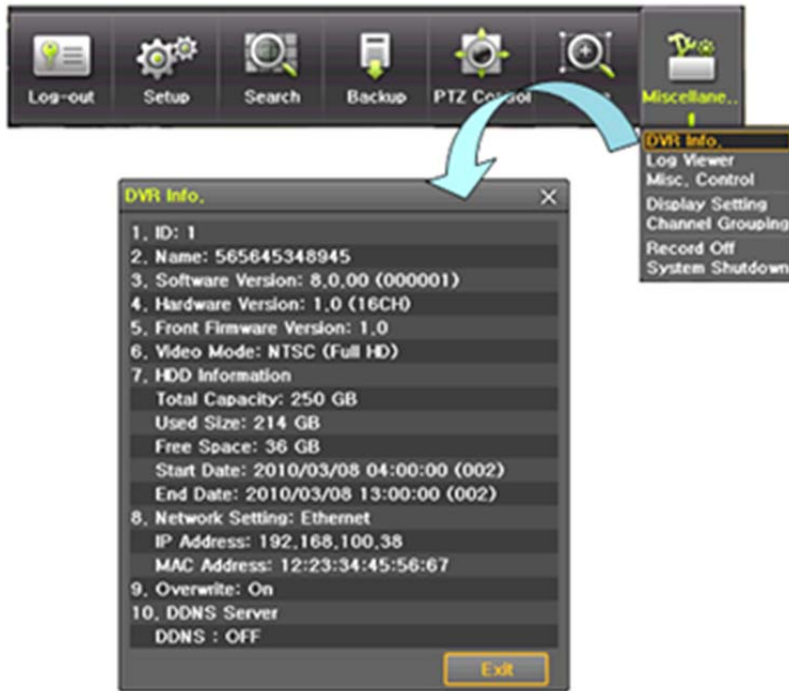 Log-out Setup Search Backup PTZ Control Miscellane..
DVR Info.
Log Viewer
Misc. Control
Display Setting
Channel Grouping
Record Off
System Shutdown
DVR Info.
1. ID: 1
2. Name: 565645348945
3. Software Version: 8.0.00 (000001)
4. Hardware Version: 1.0 (16CH)
5. Front Firmware Version: 1.0
6. Video Mode: NTSC (Full HD)
7. HDD Information
Total Capacity: 250 GB
Used Size: 214 GB
Free Space: 36 GB
Start Date: 2010/03/08 04:00:00 (002)
End Date: 2010/03/08 13:00:00 (002)
8. Network Setting: Ethernet
IP Address: 192.168.100.38
MAC Address: 12:23:34:45:56:67
9. Overwrite: On
10. DDNS Server
DDNS : OFF
Exit